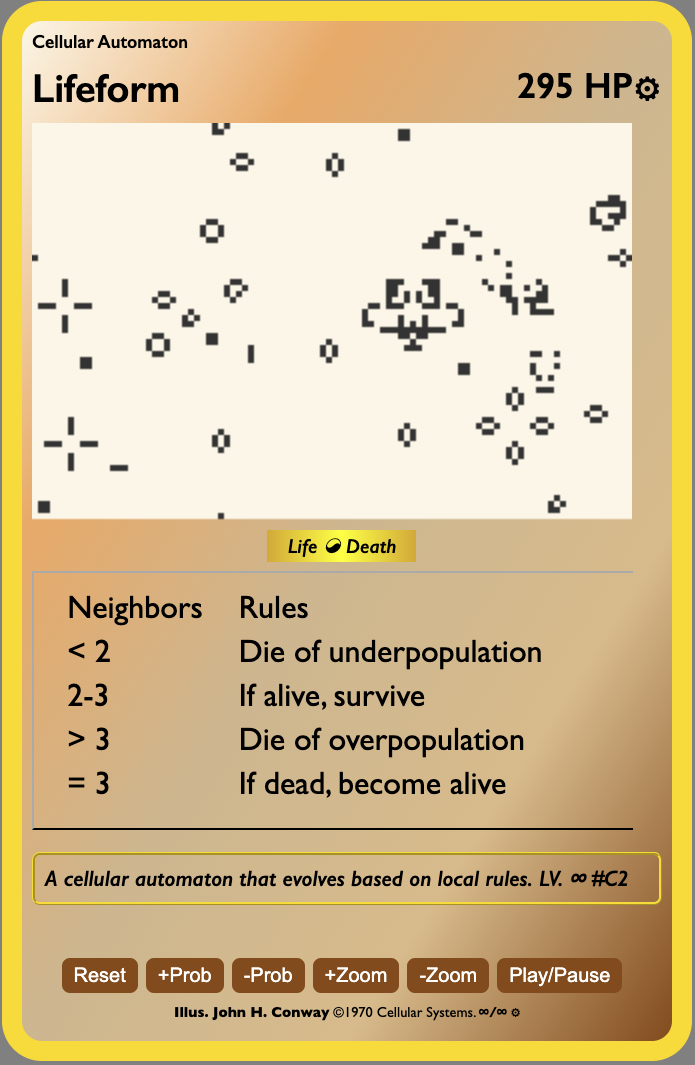 Cellular Automaton
Lifeform 295 HP⚙
Life ☯ Death
Neighbors Rules
< 2 Die of underpopulation
2-3 If alive, survive
> 3 Die of overpopulation
= 3 If dead, become alive
A cellular automaton that evolves based on local rules. LV. ∞ #C2
Reset +Prob -Prob +Zoom -Zoom Play/Pause
Illus. John H. Conway ©1970 Cellular Systems. ∞/∞ ⚙